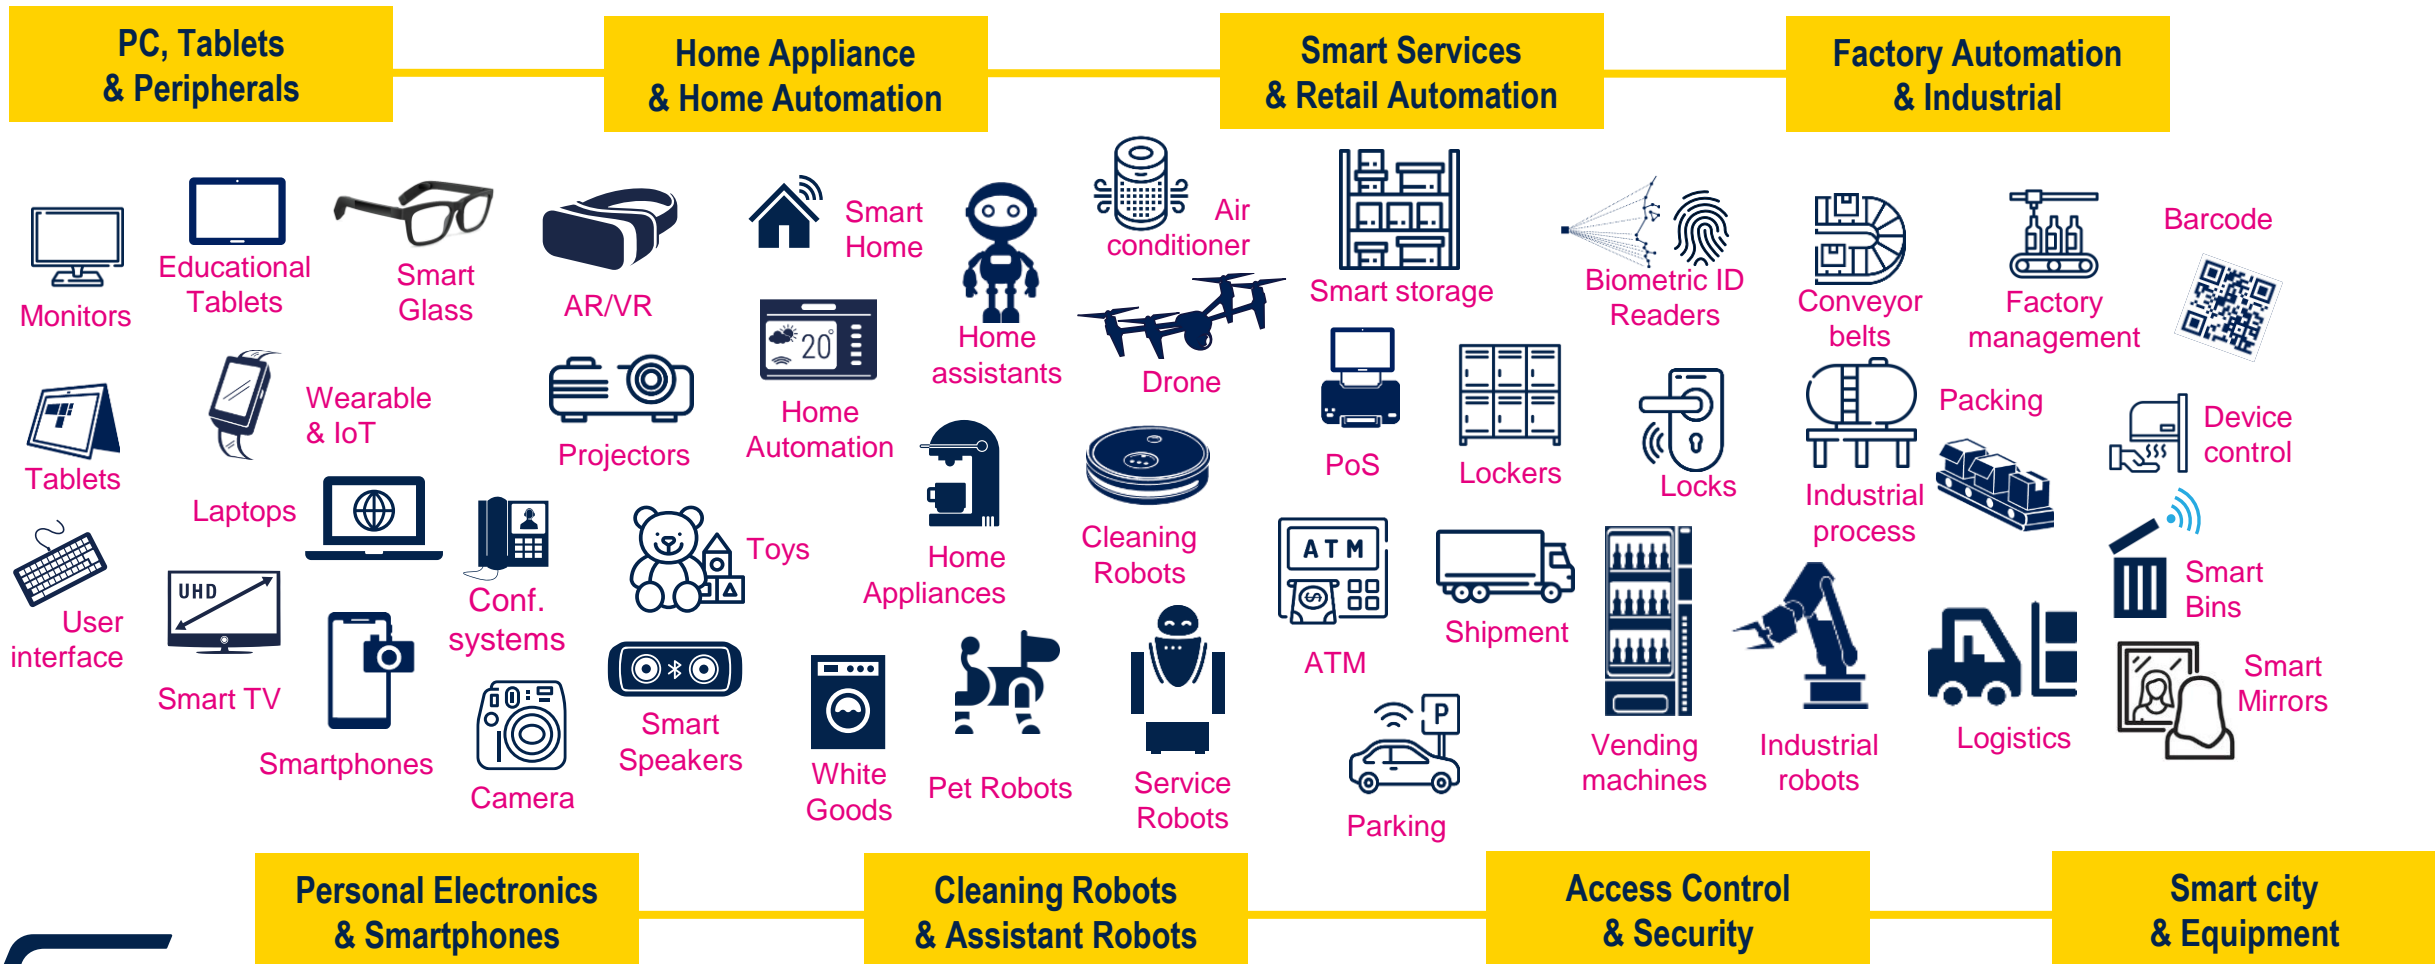 PC, Tablets
& Peripherals
Home Appliance
& Home Automation
Smart Services
& Retail Automation
Factory Automation
& Industrial
Monitors
Educational
Tablets
Smart
Glass
AR/VR
Smart
Home
Air
conditioner
Smart storage
Biometric ID
Readers
Conveyor
belts
Factory
management
Barcode
20°
Home
assistants
Drone
Tablets
Wearable
& IoT
Projectors
Home
Automation
PoS
Lockers
Locks
Industrial
process
Packing
Device
control
Laptops
User
interface
UHD
Smart TV
Conf.
systems
Toys
Home
Appliances
Cleaning
Robots
ATM
ATM
Shipment
Smart
Bins
Smartphones
Camera
Smart
Speakers
White
Goods
Pet Robots
Service
Robots
P
Parking
Vending
machines
Industrial
robots
Logistics
Smart
Mirrors
Personal Electronics
& Smartphones
Cleaning Robots
& Assistant Robots
Access Control
& Security
Smart city
& Equipment